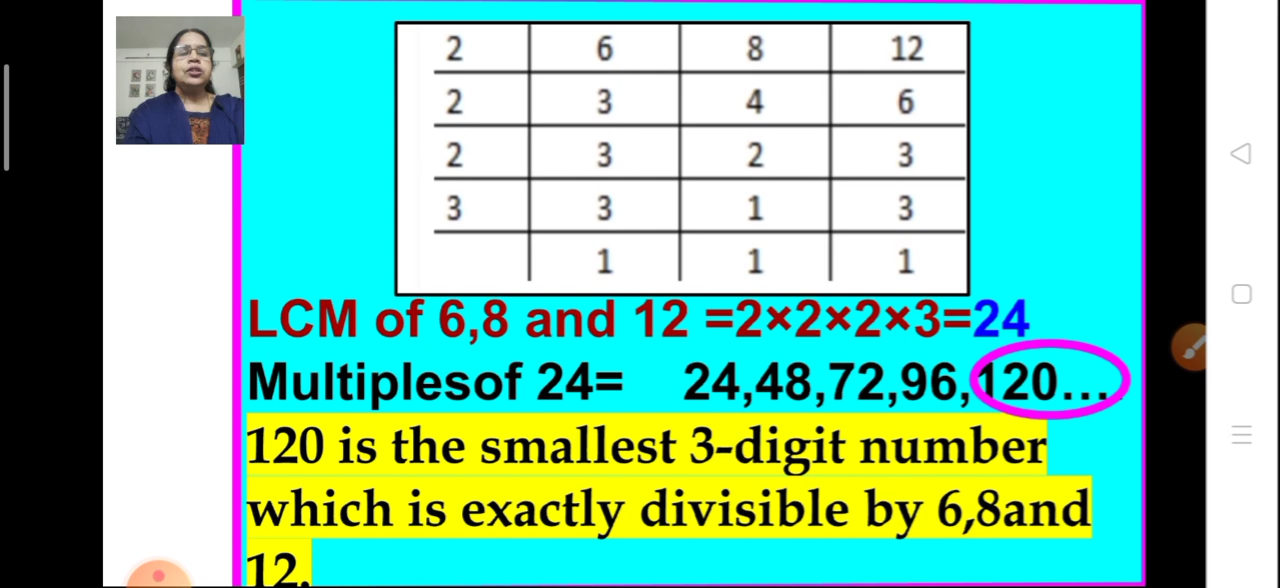 2 6 8 12
2 3 4 6
2 3 2 3
3 3 1 3
1 1 1
LCM of 6,8 and 12 =2×2×2×3=24
Multiplesof 24= 24,48,72,96,120...
120 is the smallest 3-digit number
which is exactly divisible by 6,8and
12.